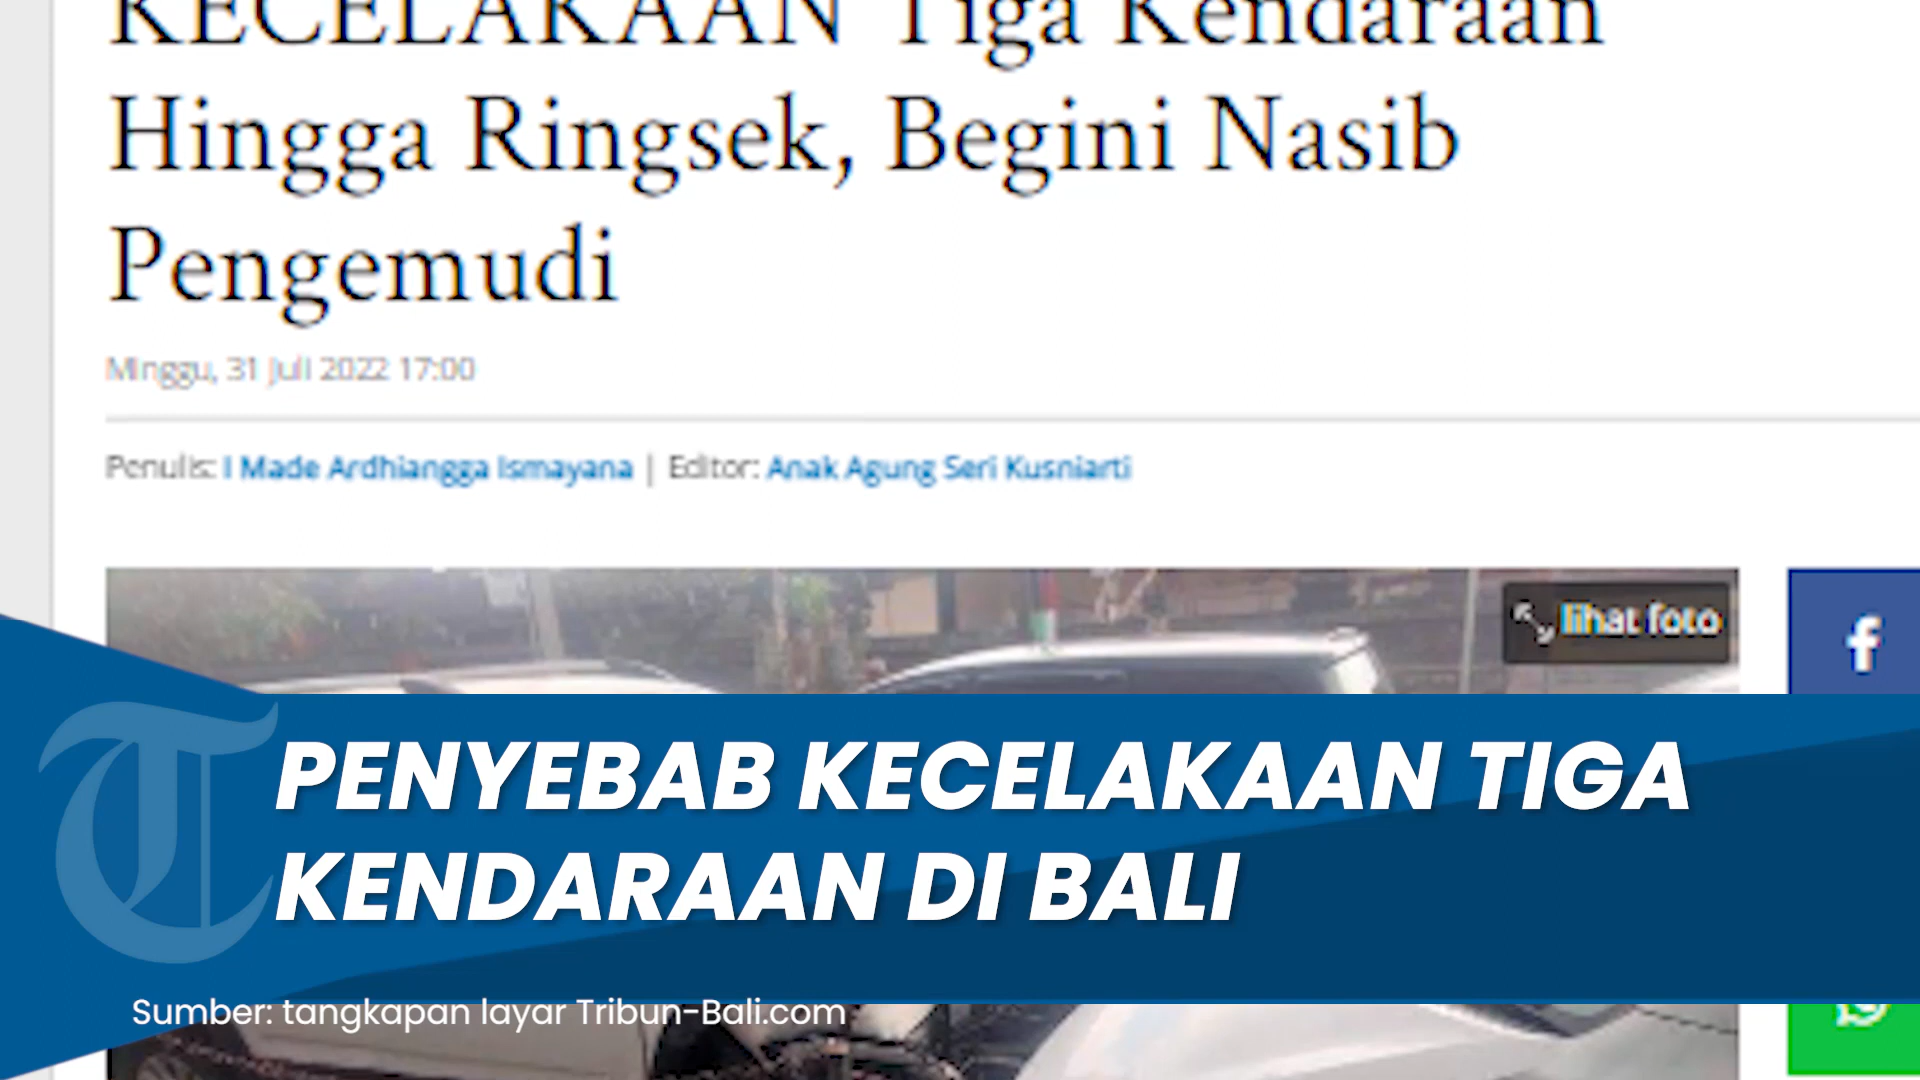 KECELAKAAN Tiga Kendaraan
Hingga Ringsek, Begini Nasib
Pengemudi
Minggu, 31 Juli 2022 17:00
Penulis: I Made Ardhiangga Ismayana | Editor: Anak Agung Seri Kusniarti
lihat foto
f
T
PENYEBAB KECELAKAAN TIGA
KENDARAAN DI BALI
Sumber: tangkapan layar Tribun-Bali.com